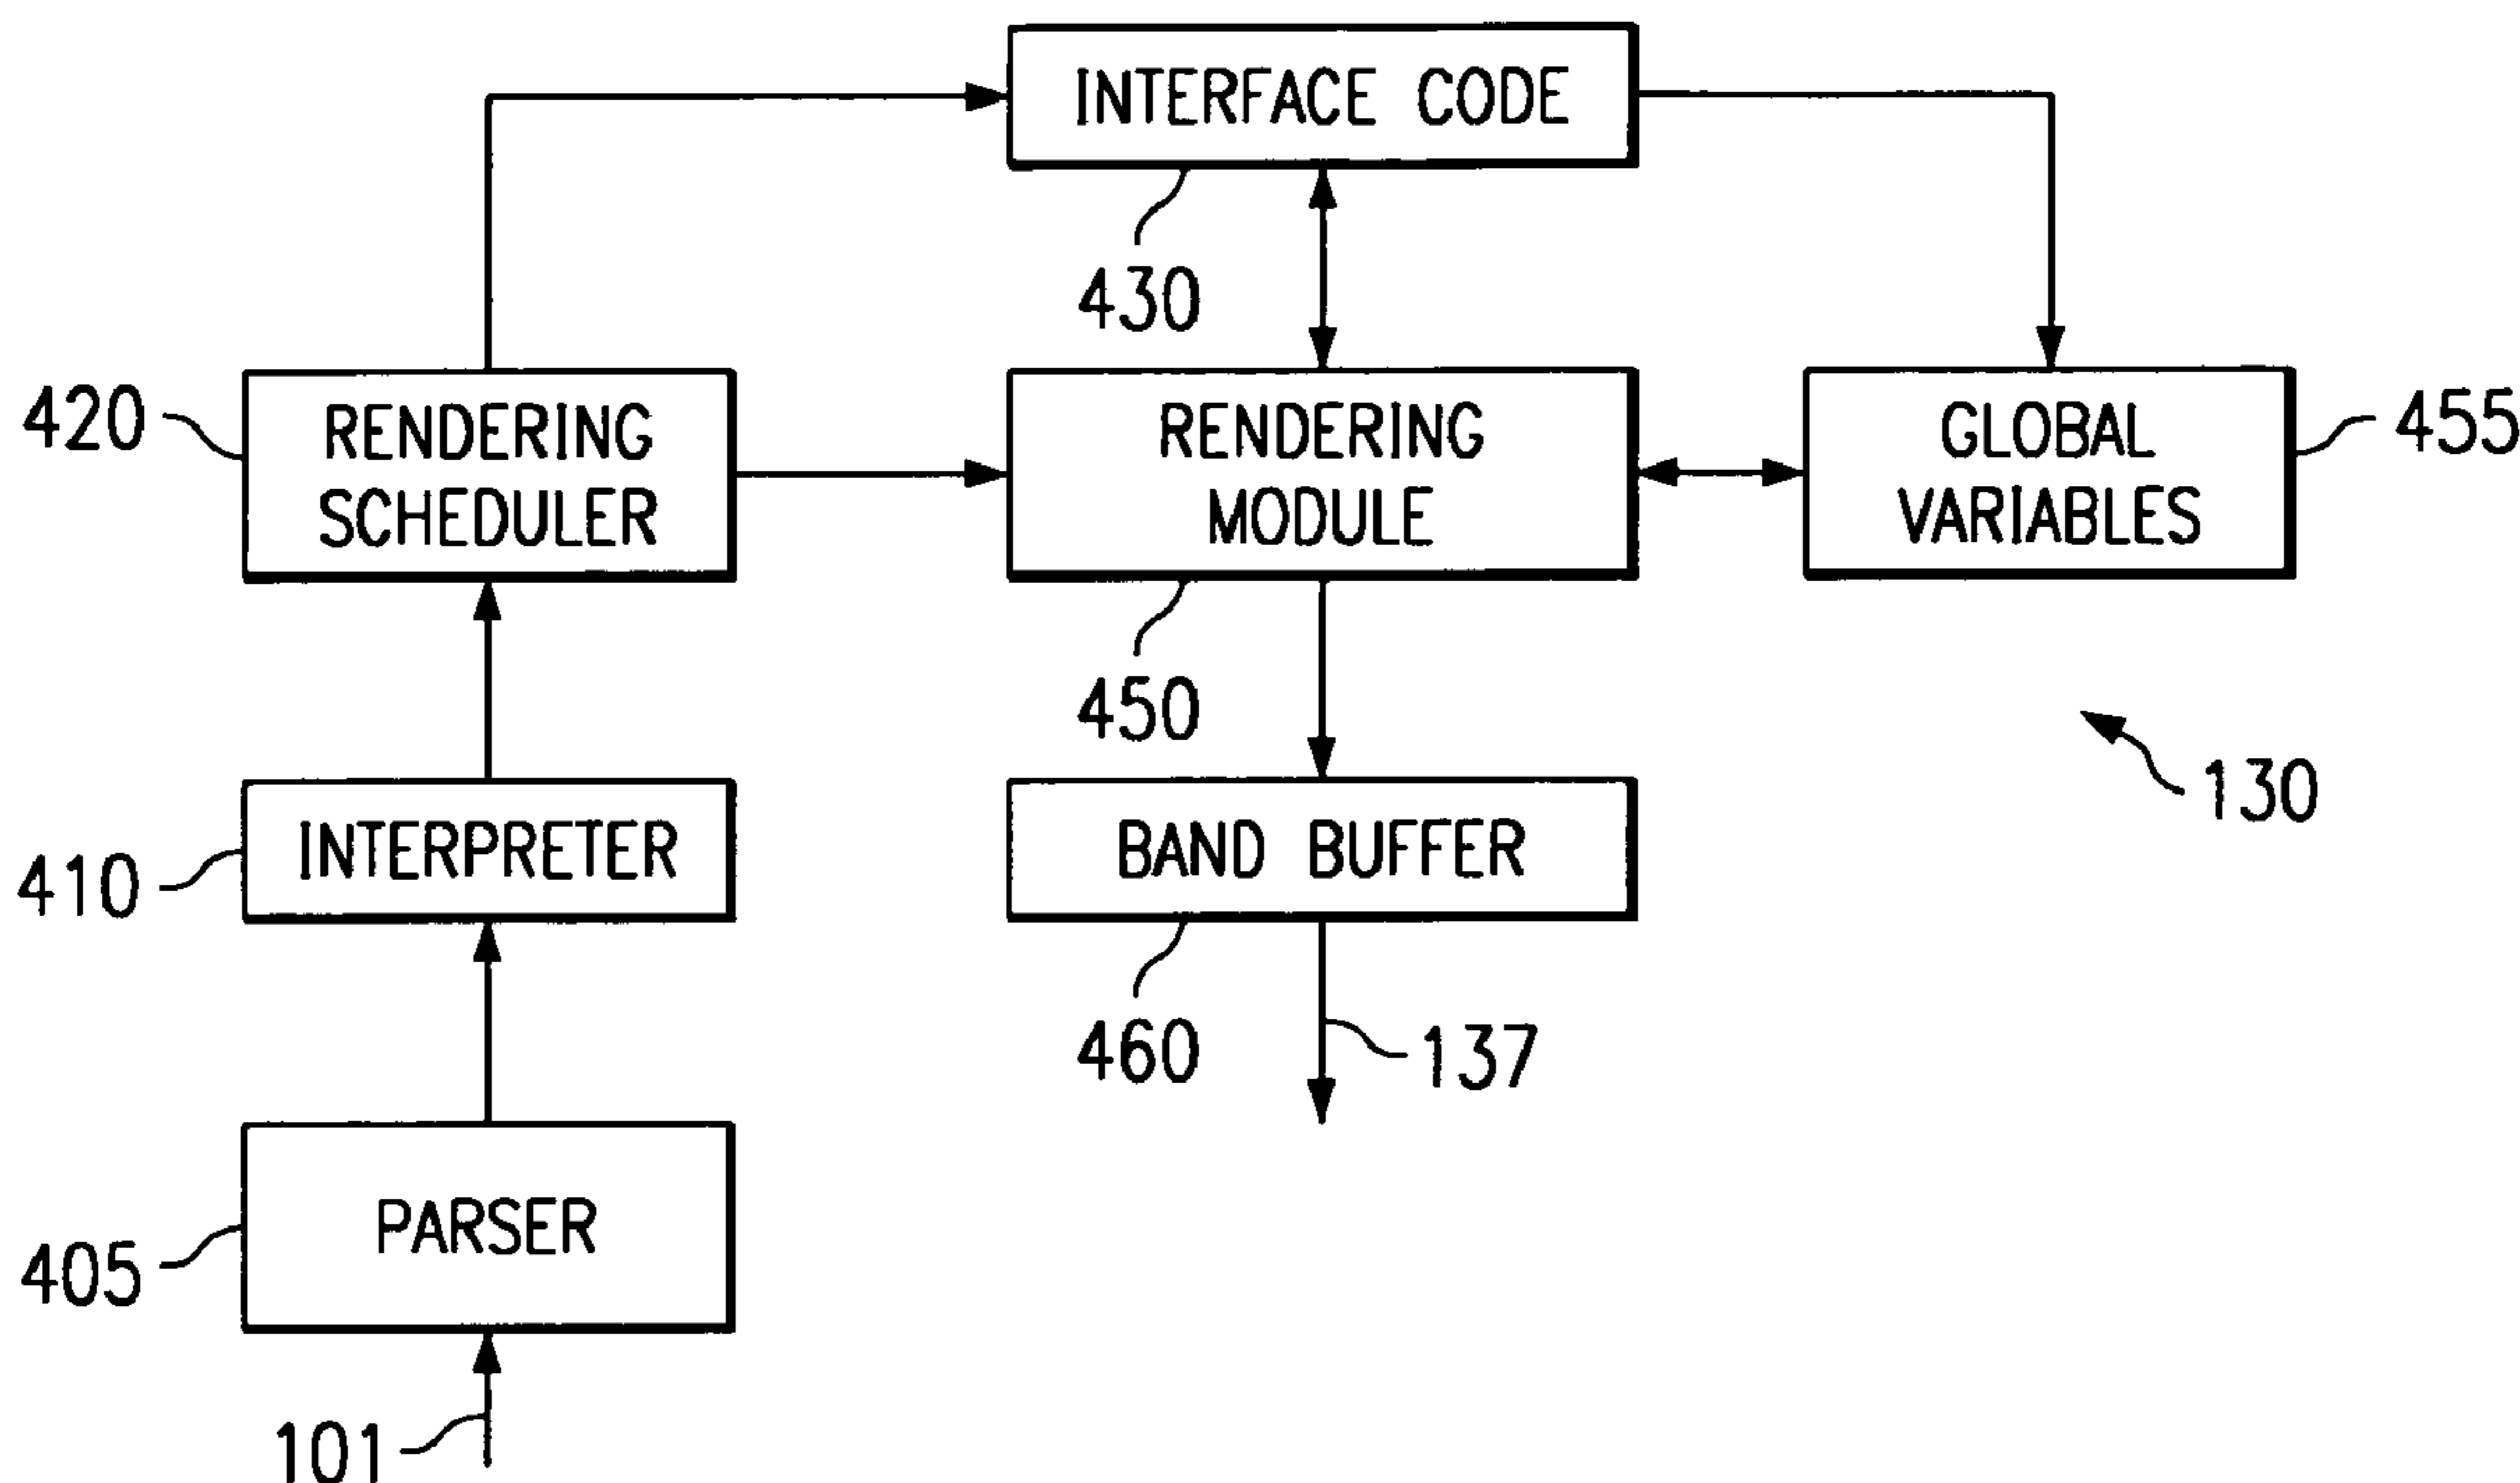 INTERFACE CODE
430
420
RENDERING
SCHEDULER
RENDERING
MODULE
GLOBAL
VARIABLES
455
450
130
410
INTERPRETER
BAND BUFFER
460
137
405
PARSER
101